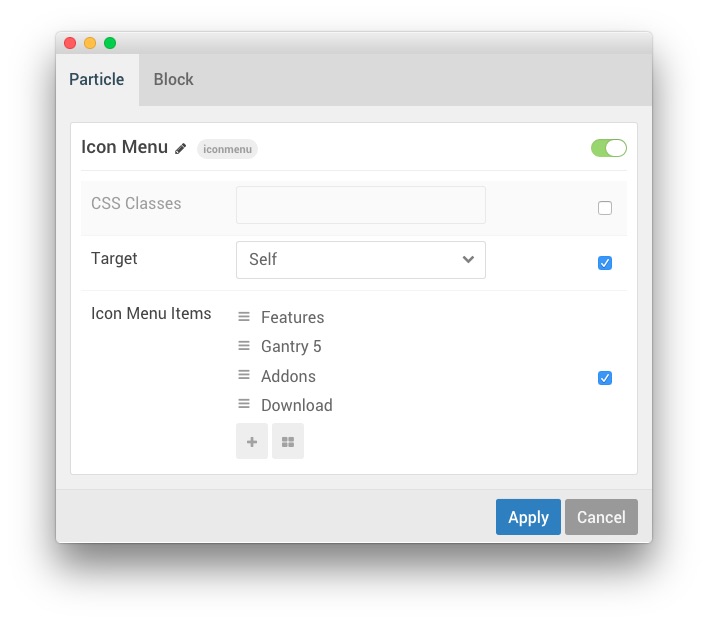 Particle Block
Icon Menu iconmenu
CSS Classes
Target Self
Icon Menu Items Features
Gantry 5
Addons
Download
Apply Cancel